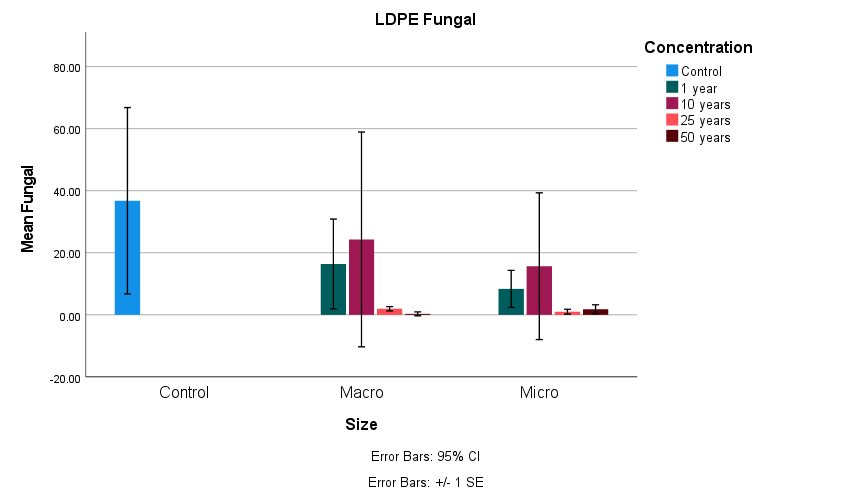 LDPE Fungal
Concentration
Control
1 year
10 years
25 years
50 years
Mean Fungal
80.00
60.00
40.00
20.00
0.00
-20.00
Control Macro Micro
Size
Error Bars: 95% CI
Error Bars: +/- 1 SE